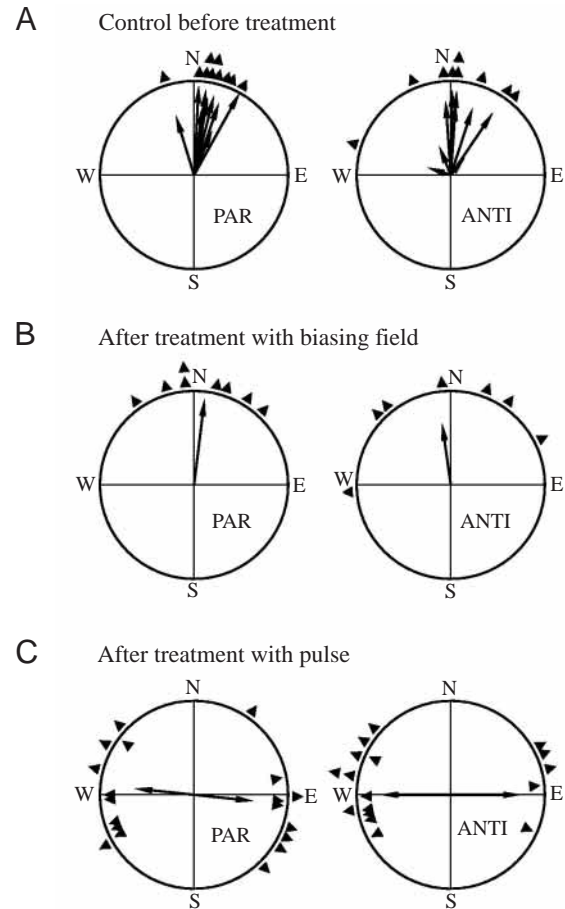 A Control before treatment
N N
W E W E
PAR ANTI
S S
B After treatment with biasing field
N N
W E W E
PAR ANTI
S S
C After treatment with pulse
N N
W E W E
PAR ANTI
S S